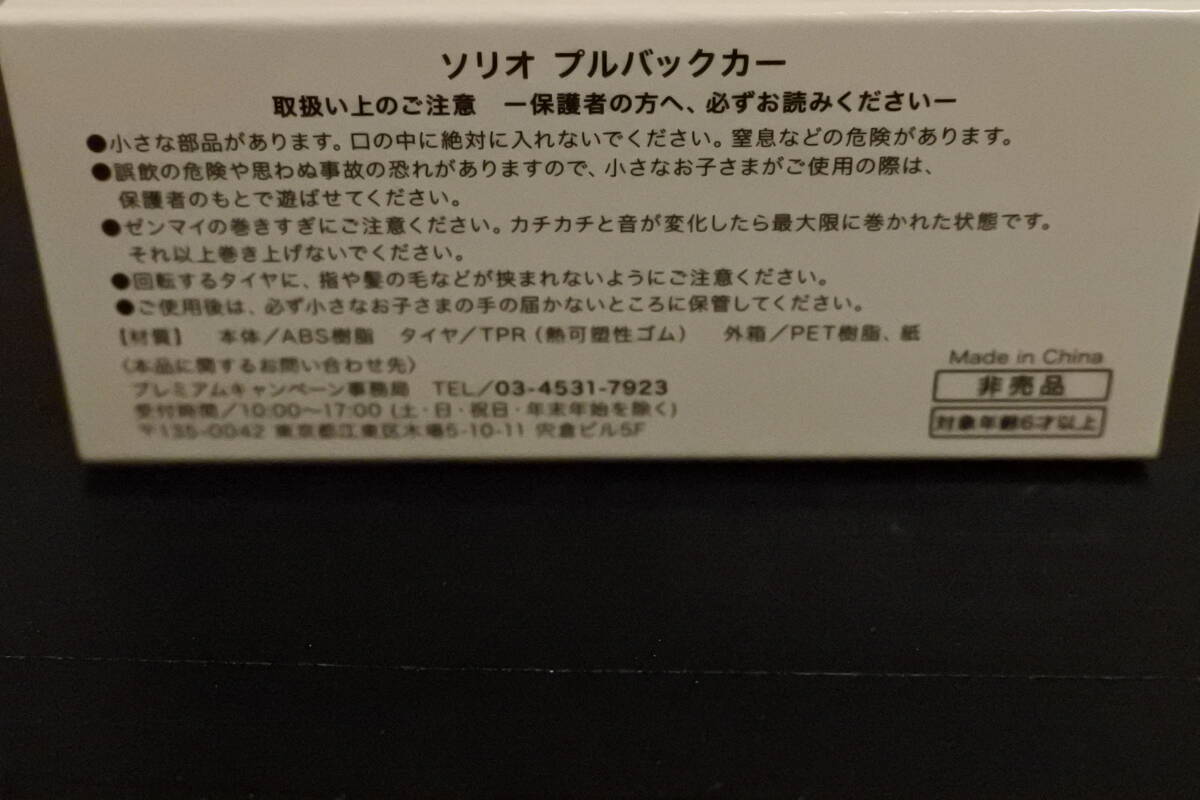 ソリオ プルバックカー
取扱い上のご注意 ー保護者の方へ、必ずお読みくださいー
●小さな部品があります。口の中に絶対に入れないでください。窒息などの危険があります。
●誤飲の危険や思わぬ事故の恐れがありますので、小さなお子さまがご使用の際は、
保護者のもとで遊ばせてください。
●ゼンマイの巻きすぎにご注意ください。カチカチと音が変化したら最大限に巻かれた状態です。
それ以上巻き上げないでください。
●回転するタイヤに、指や髪の毛などが挟まれないようにご注意ください。
●ご使用後は、必ず小さなお子さまの手の届かないところに保管してください。
【材質】 本体/ABS樹脂 タイヤ/TPR(熱可塑性ゴム) 外箱/PET樹脂、紙
〈本品に関するお問い合わせ先〉
プレミアムキャンペーン事務局 TEL/03-4531-7923
受付時間/10:00〜17:00(土・日・祝日・年末年始を除く)
〒135-0042 東京都江東区木場5-10-11 宍倉ビル5F
Made in China
非売品
対象年齢6才以上